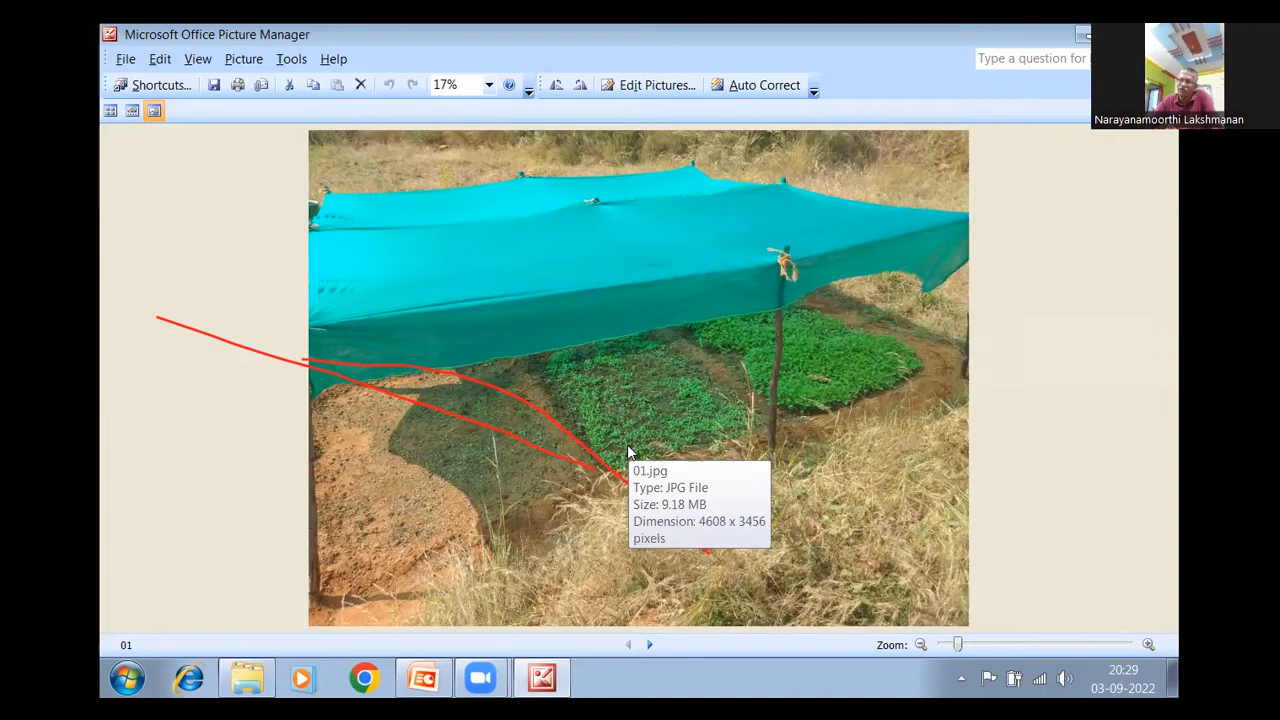 Microsoft Office Picture Manager
File Edit View Picture Tools Help
Type a question for
Shortcuts... 17% Edit Pictures... Auto Correct
Narayanamoorthi Lakshmanan
01.jpg
Type: JPG File
Size: 9.18 MB
Dimension: 4608 x 3456
pixels
01 Zoom:
20:29
03-09-2022